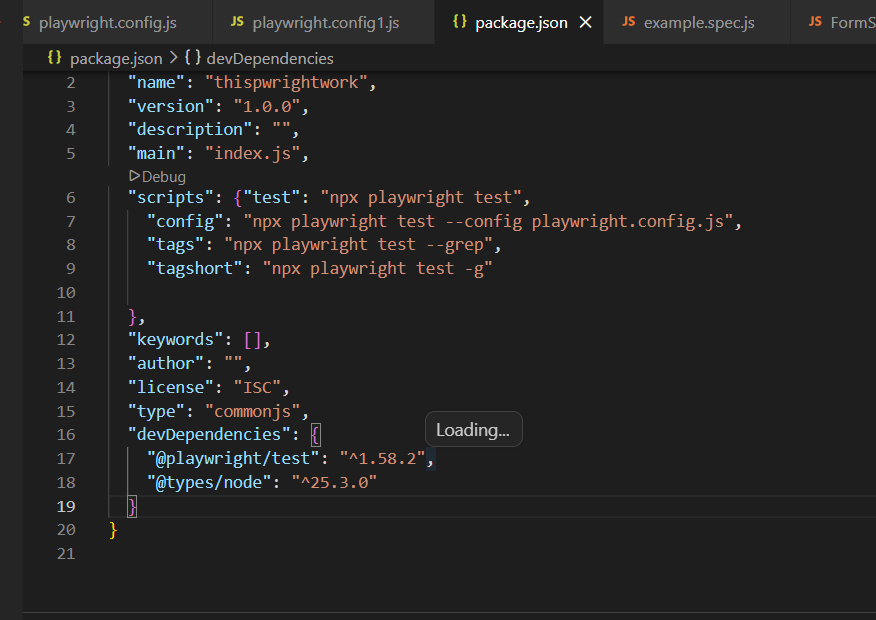 S playwright.config.js JS playwright.config1.js {} package.json × JS example.spec.js JS FormS
{} package.json > { } devDependencies
2 "name": "thispwrightwork",
3 "version": "1.0.0",
4 "description": "",
5 "main": "index.js",
Debug
6 "scripts": {"test": "npx playwright test",
7 "config": "npx playwright test --config playwright.config.js",
8 "tags": "npx playwright test --grep",
9 "tagshort": "npx playwright test -g"
10
11 },
12 "keywords": [],
13 "author": "",
14 "license": "ISC",
15 "type": "commonjs",
16 "devDependencies": {
Loading...
17 "@playwright/test": "^1.58.2",
18 "@types/node": "^25.3.0"
19 }
20 }
21